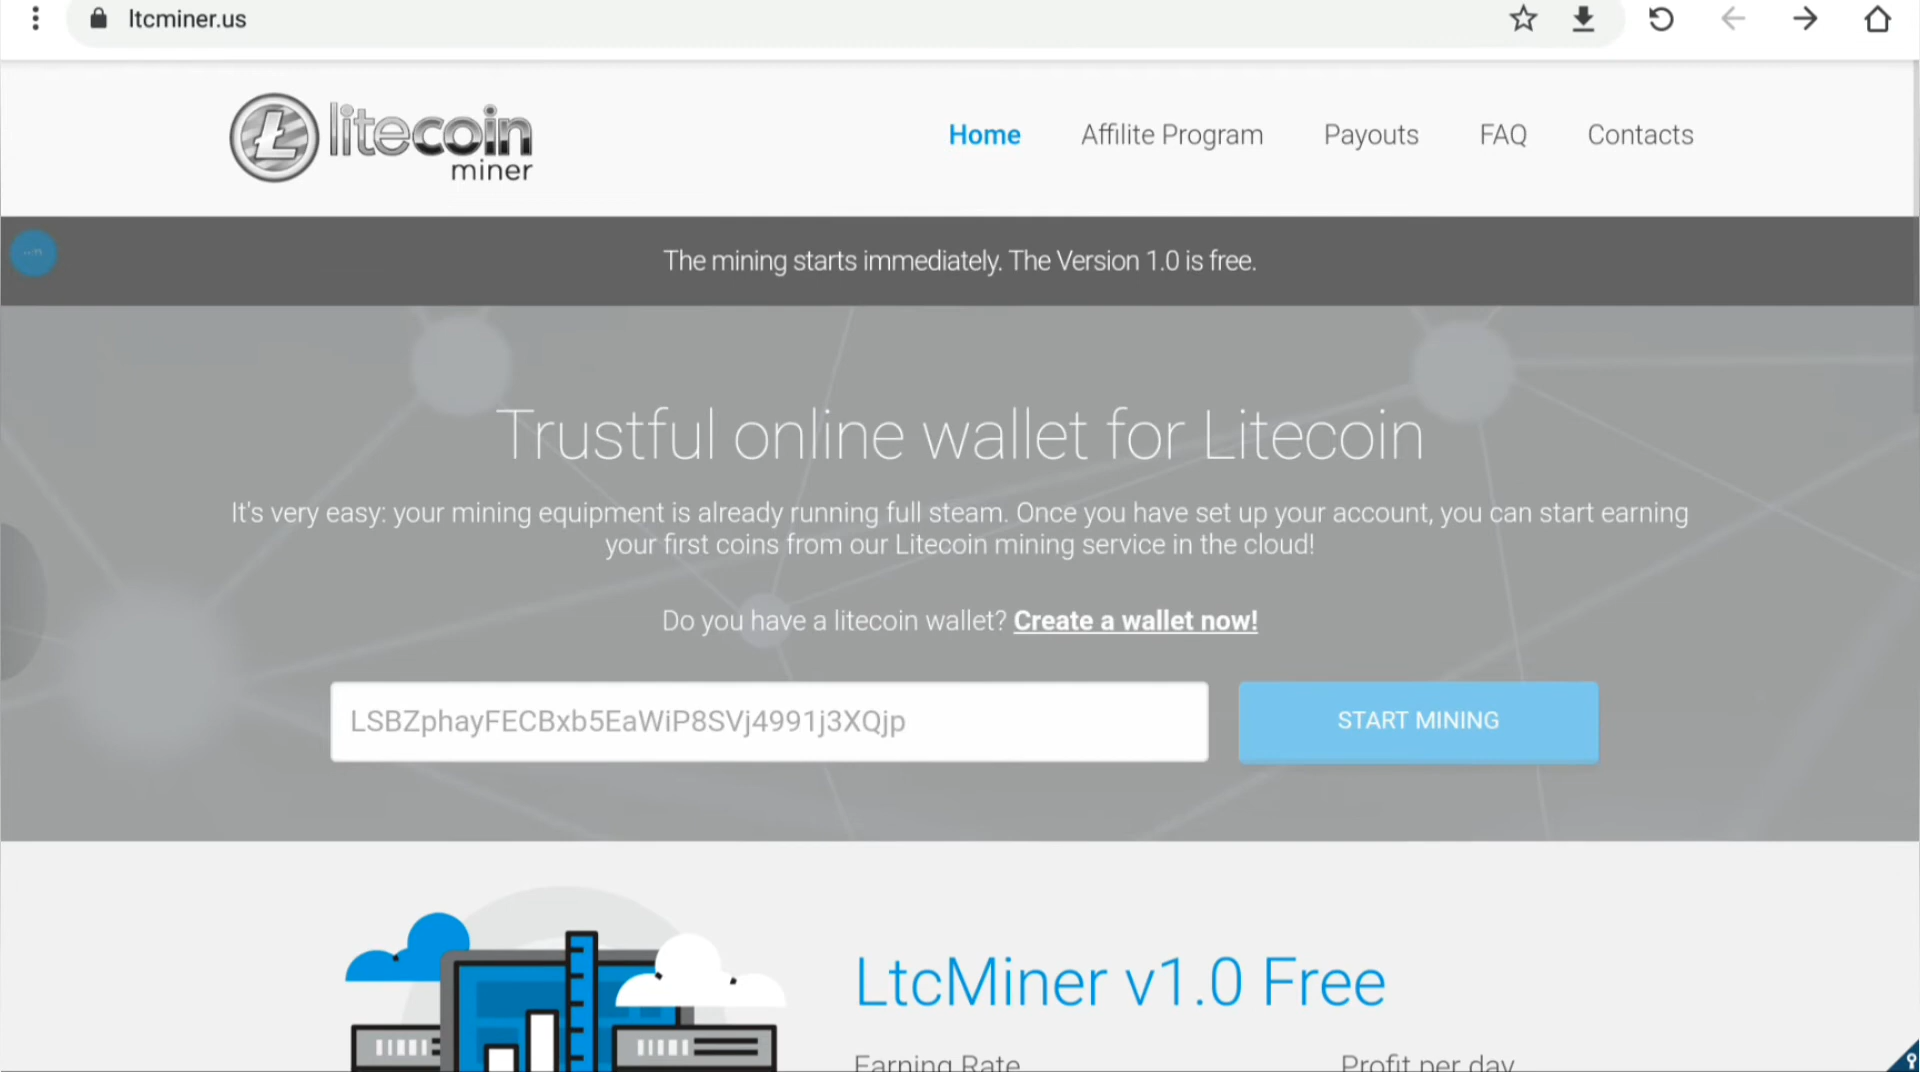 ltcminer.us
litecoin
miner
Home Affilite Program Payouts FAQ Contacts
The mining starts immediately. The Version 1.0 is free.
Trustful online wallet for Litecoin
It's very easy: your mining equipment is already running full steam. Once you have set up your account, you can start earning
your first coins from our Litecoin mining service in the cloud!
Do you have a litecoin wallet? Create a wallet now!
LSBZphayFECBxb5EaWiP8SVj4991j3XQjp START MINING
LtcMiner v1.0 Free
Earning Rate Profit per day